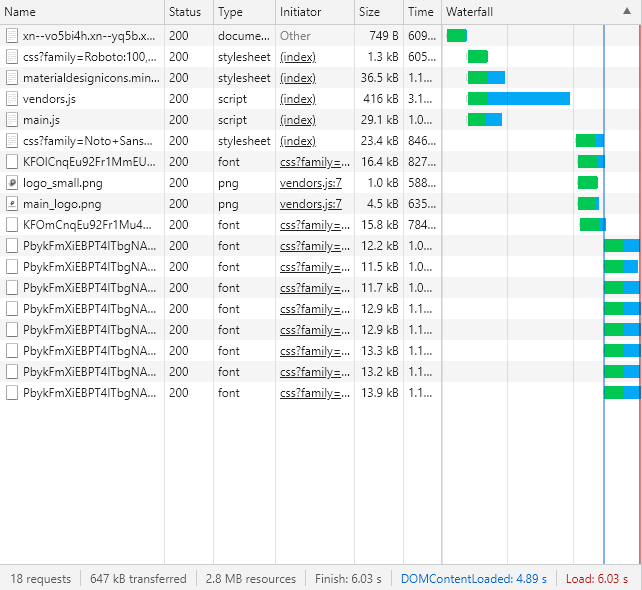 Name Status Type Initiator Size Time Waterfall
xn--vo5bi4h.xn--yq5b.x... 200 docume... Other 749 B 609...
css?family=Roboto:100,... 200 stylesheet (index) 1.3 kB 605...
materialdesignicons.min... 200 stylesheet (index) 36.5 kB 1.1...
vendors.js 200 script (index) 416 kB 3.1...
main.js 200 script (index) 29.1 kB 1.0...
css?family=Noto+Sans... 200 stylesheet (index) 23.4 kB 846...
KFOlCnqEu92Fr1MmEU... 200 font css?family=... 16.4 kB 827...
logo_small.png 200 png vendors.js:7 1.0 kB 588...
main_logo.png 200 png vendors.js:7 4.5 kB 635...
KFOmCnqEu92Fr1Mu4... 200 font css?family=... 15.8 kB 784...
PbykFmXiEBPT4ITbgNA... 200 font css?family=... 12.2 kB 1.0...
PbykFmXiEBPT4ITbgNA... 200 font css?family=... 11.5 kB 1.0...
PbykFmXiEBPT4ITbgNA... 200 font css?family=... 11.7 kB 1.0...
PbykFmXiEBPT4ITbgNA... 200 font css?family=... 12.9 kB 1.1...
PbykFmXiEBPT4ITbgNA... 200 font css?family=... 12.9 kB 1.1...
PbykFmXiEBPT4ITbgNA... 200 font css?family=... 13.3 kB 1.1...
PbykFmXiEBPT4ITbgNA... 200 font css?family=... 13.2 kB 1.1...
PbykFmXiEBPT4ITbgNA... 200 font css?family=... 13.9 kB 1.1...
18 requests 647 kB transferred 2.8 MB resources Finish: 6.03 s DOMContentLoaded: 4.89 s Load: 6.03 s